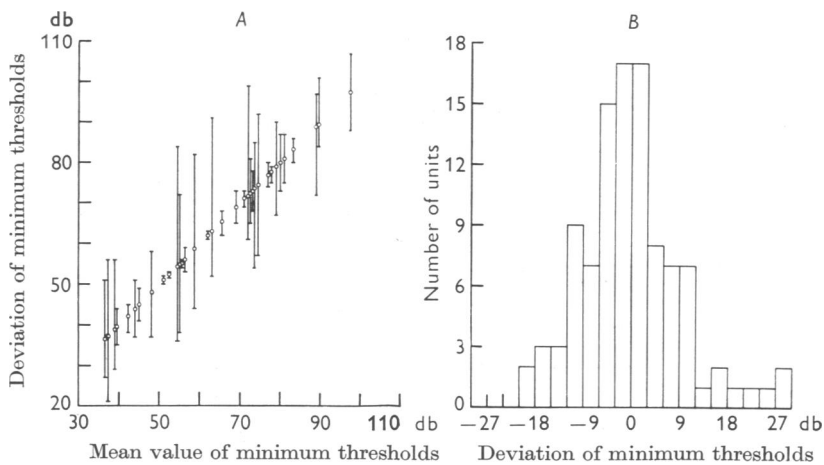 db
A
110
80
50
20
30
50
70
90
110
db
Deviation of minimum thresholds
Mean value of minimum thresholds
B
18
15
12
9
6
3
0
Number of units
−27
−18
−9
0
9
18
27
db
Deviation of minimum thresholds